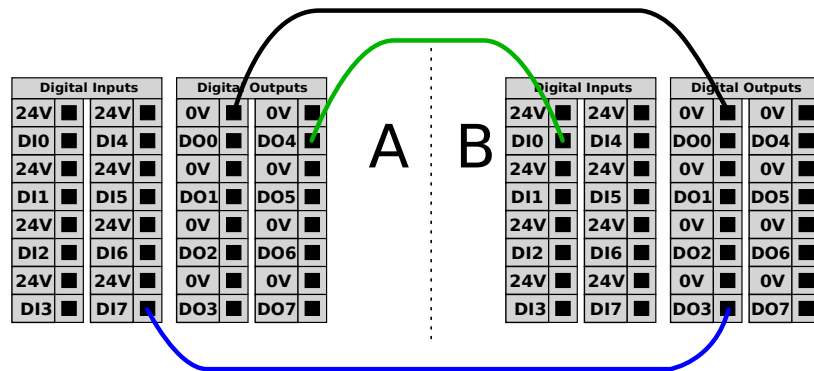 Digital Inputs Digital Outputs Digital Inputs Digital Outputs
24V 24V 0V 0V 24V 24V 0V 0V
DI0 DI4 DO0 DO4 A B DI0 DI4 DO0 DO4
24V 24V 0V 0V 24V 24V 0V 0V
DI1 DI5 DO1 DO5 DI1 DI5 DO1 DO5
24V 24V 0V 0V 24V 24V 0V 0V
DI2 DI6 DO2 DO6 DI2 DI6 DO2 DO6
24V 24V 0V 0V 24V 24V 0V 0V
DI3 DI7 DO3 DO7 DI3 DI7 DO3 DO7